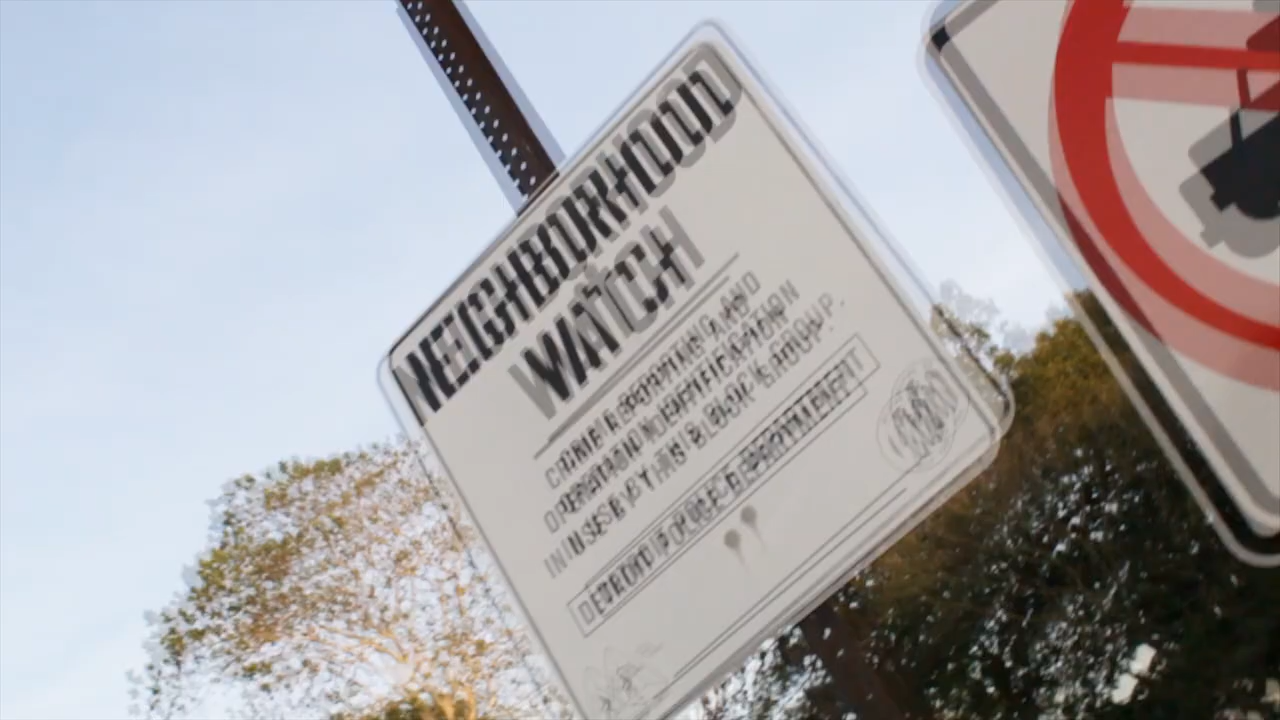 NEIGHBORHOOD
WATCH
CRIME REPORTING AND
OPERATION IDENTIFICATION
IN USE BY THIS BLOCK GROUP.
DETROIT POLICE DEPARTMENT